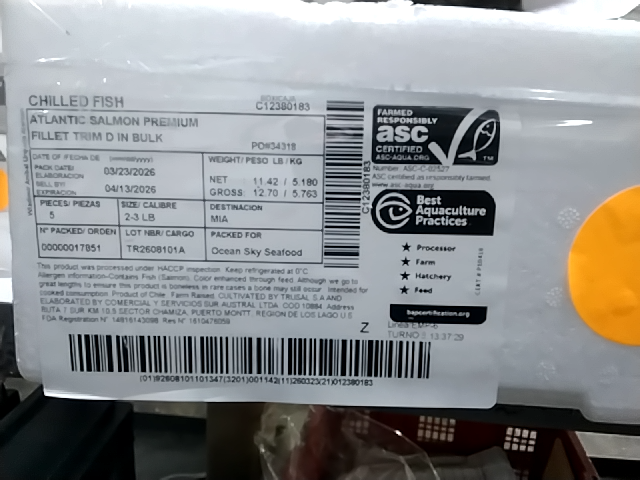 CHILLED FISH
C12380183
ATLANTIC SALMON PREMIUM
FILLET TRIM D IN BULK
PO#34318
DATE OF /FECHA DE
PACK DATE/
ELABORACION 03/23/2026
SELL BY/
EXPIRACION 04/13/2026
WEIGHT/ PESO LB / KG
NET 11.42 / 5.180
GROSS: 12.70 / 5.763
PIECES/ PIEZAS
5
SIZE/ CALIBRE
2-3 LB
DESTINACION
MIA
N° PACKED/ ORDEN
00000017851
LOT NBR/ CARGO
TR2608101A
PACKED FOR
Ocean Sky Seafood
C12380183
FARMED
RESPONSIBLY
asc
CERTIFIED
ASC-AQUA.ORG
TM
ASC certified as responsibly farmed
www.asc-aqua.org
Best
Aquaculture
Practices
Processor
Farm
Hatchery
Feed
bapcertification.org
TURNO 5 13:37:29
Z
This product was processed under HACCP inspection. Keep refrigerated at 0°C.
Allergen information-Contains Fish (Salmon). Color enhanced through feed. Although we go to
great lengths to ensure this product is boneless in rare cases a bone may still occur. Intended for
cooked consumption. Product of Chile. Farm Raised. CULTIVATED BY TRUSAL S.A AND
ELABORATED BY COMERCIAL Y SERVICIOS SUR AUSTRAL LTDA. COD 10884. Address
RUTA 7 SUR KM 10.5 SECTOR CHAMIZA, PUERTO MONTT. REGION DE LOS LAGO
FDA Registration N°
(01)92608101101347(3201)001142(11)260323(21)012380183